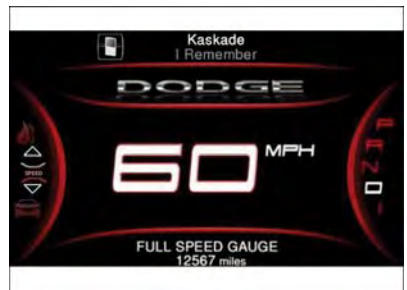 Kaskade
I Remember
DODGE
60 MPH
SPEED
P
R
N
D
FULL SPEED GAUGE
12567 miles